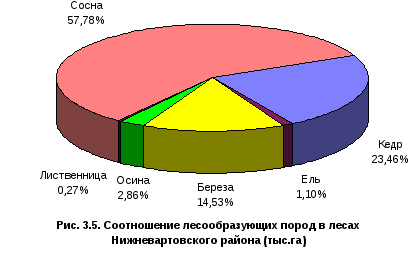 Сосна
57,78%
Кедр
23,46%
Ель
1,10%
Береза
14,53%
Осина
2,86%
Лиственница
0,27%
Рис. 3.5. Соотношение лесообразующих пород в лесах
Нижневартовского района (тыс.га)